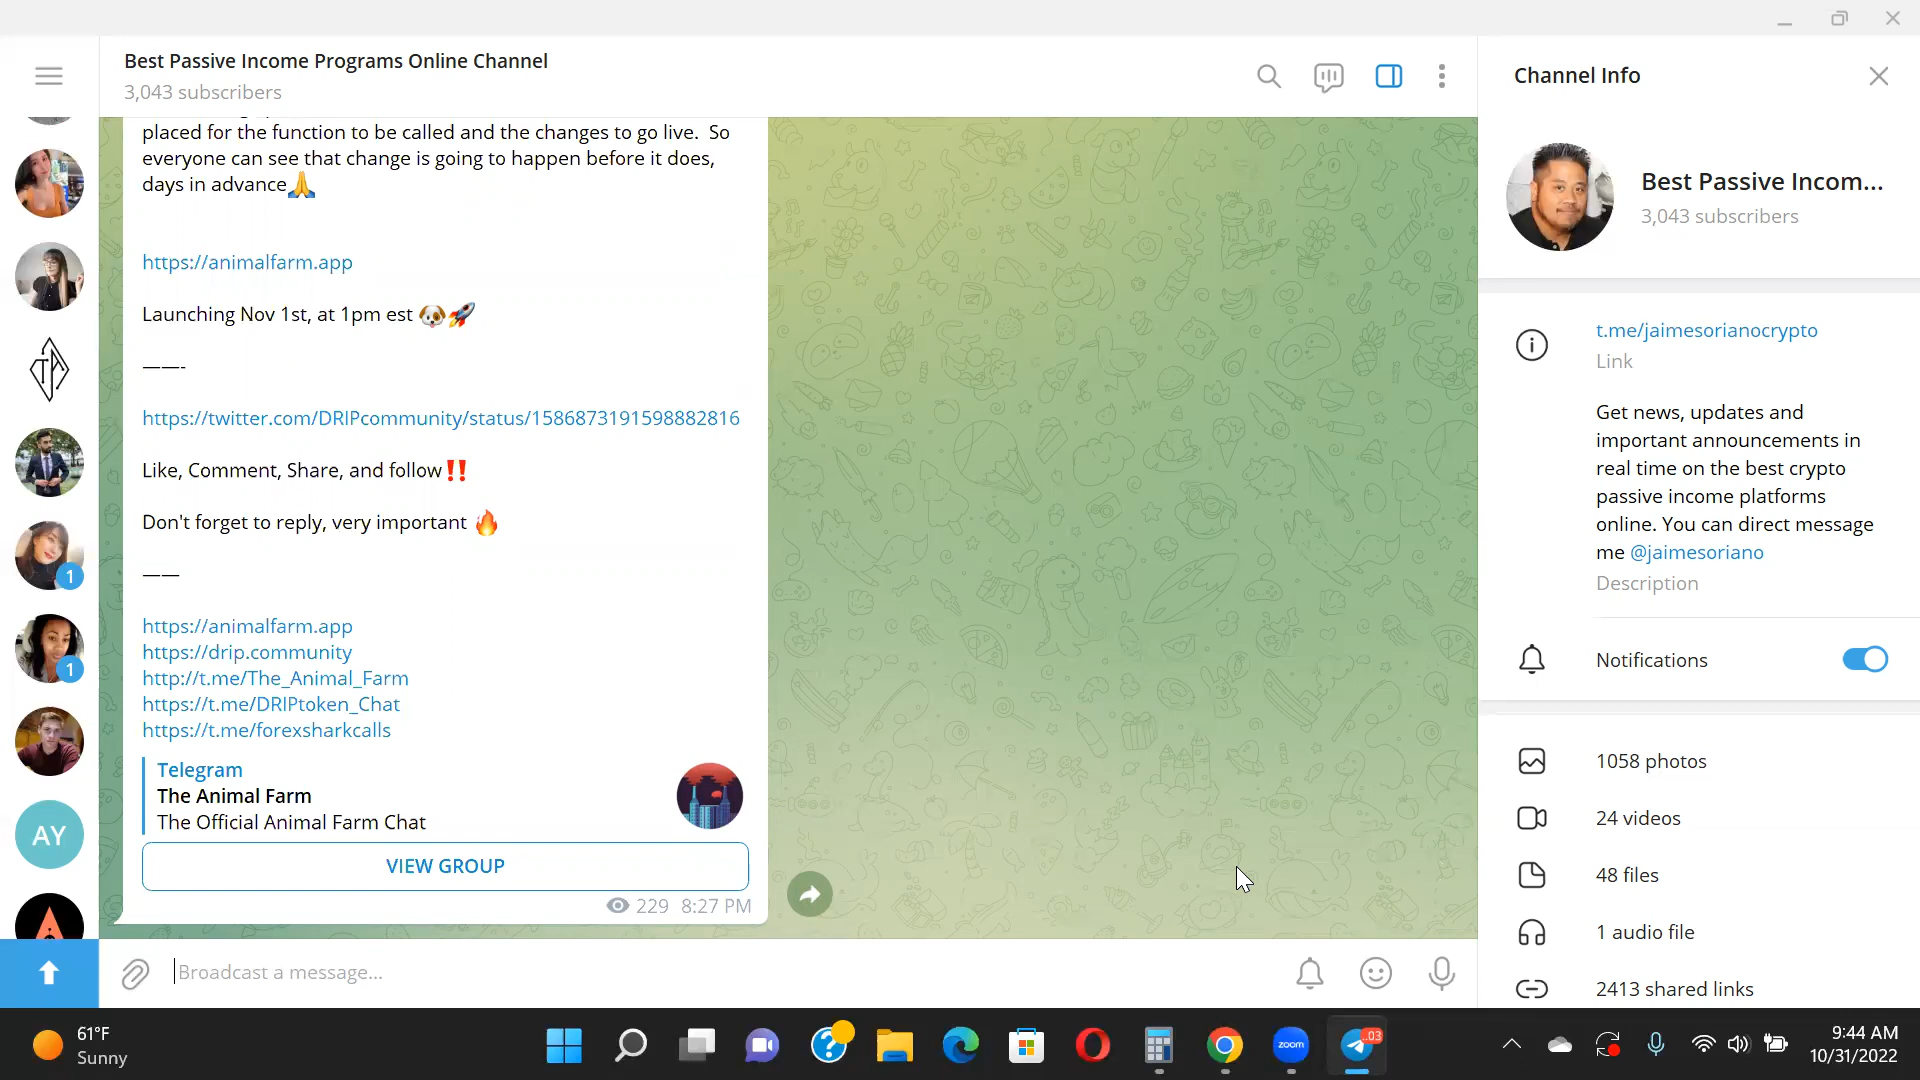 Best Passive Income Programs Online Channel
3,043 subscribers
placed for the function to be called and the changes to go live.  So
everyone can see that change is going to happen before it does,
days in advance🙏
https://animalfarm.app
Launching Nov 1st, at 1pm est 🐶🚀
——-
https://twitter.com/DRIPcommunity/status/1586873191598882816
Like, Comment, Share, and follow‼️
Don't forget to reply, very important 🔥
——
https://animalfarm.app
https://drip.community
http://t.me/The_Animal_Farm
https://t.me/DRIPtoken_Chat
https://t.me/forexsharkcalls
Telegram
The Animal Farm
The Official Animal Farm Chat
VIEW GROUP
229 8:27 PM
Broadcast a message...
1
1
AY
Channel Info
Best Passive Incom...
3,043 subscribers
t.me/jaimesorianocrypto
Link
Get news, updates and
important announcements in
real time on the best crypto
passive income platforms
online. You can direct message
me @jaimesoriano
Description
Notifications
1058 photos
24 videos
48 files
1 audio file
2413 shared links
61°F
Sunny
zoom
..03
9:44 AM
10/31/2022